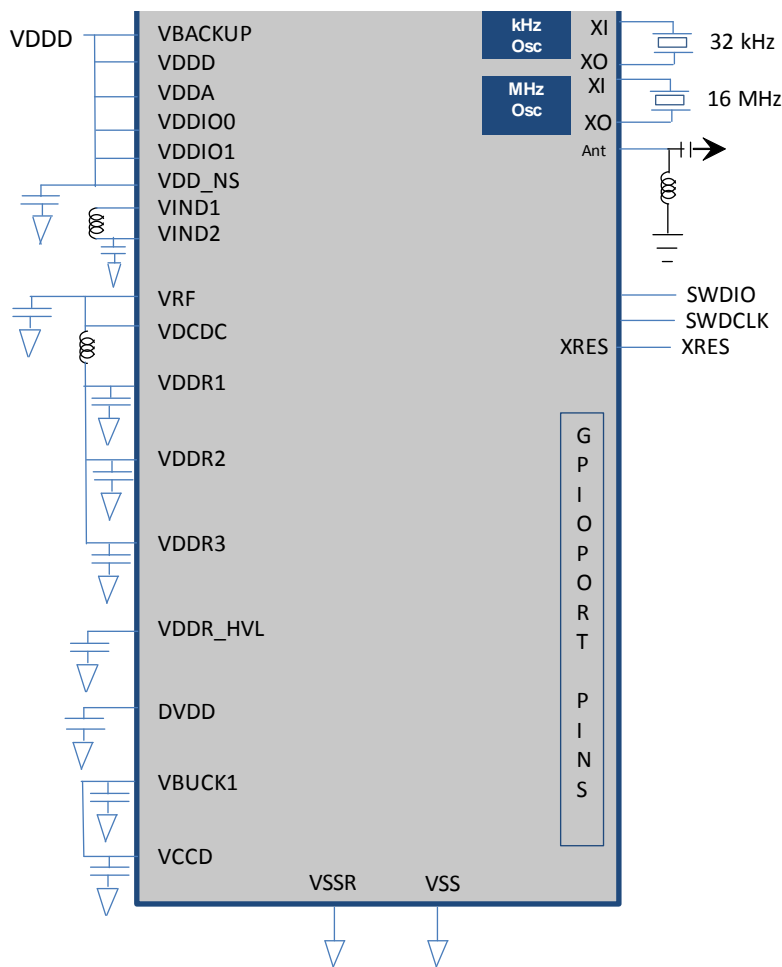 VDDD
VBACKUP
VDDD
VDDA
VDDIO0
VDDIO1
VDD_NS
VIND1
VIND2
VRF
VDCDC
VDDR1
VDDR2
VDDR3
VDDR_HVL
DVDD
VBUCK1
VCCD
VSSR
VSS
kHz
Osc
XI
XO
32 kHz
MHz
Osc
XI
XO
16 MHz
Ant
SWDIO
SWDCLK
XRES
XRES
G
P
I
O
P
O
R
T
P
I
N
S